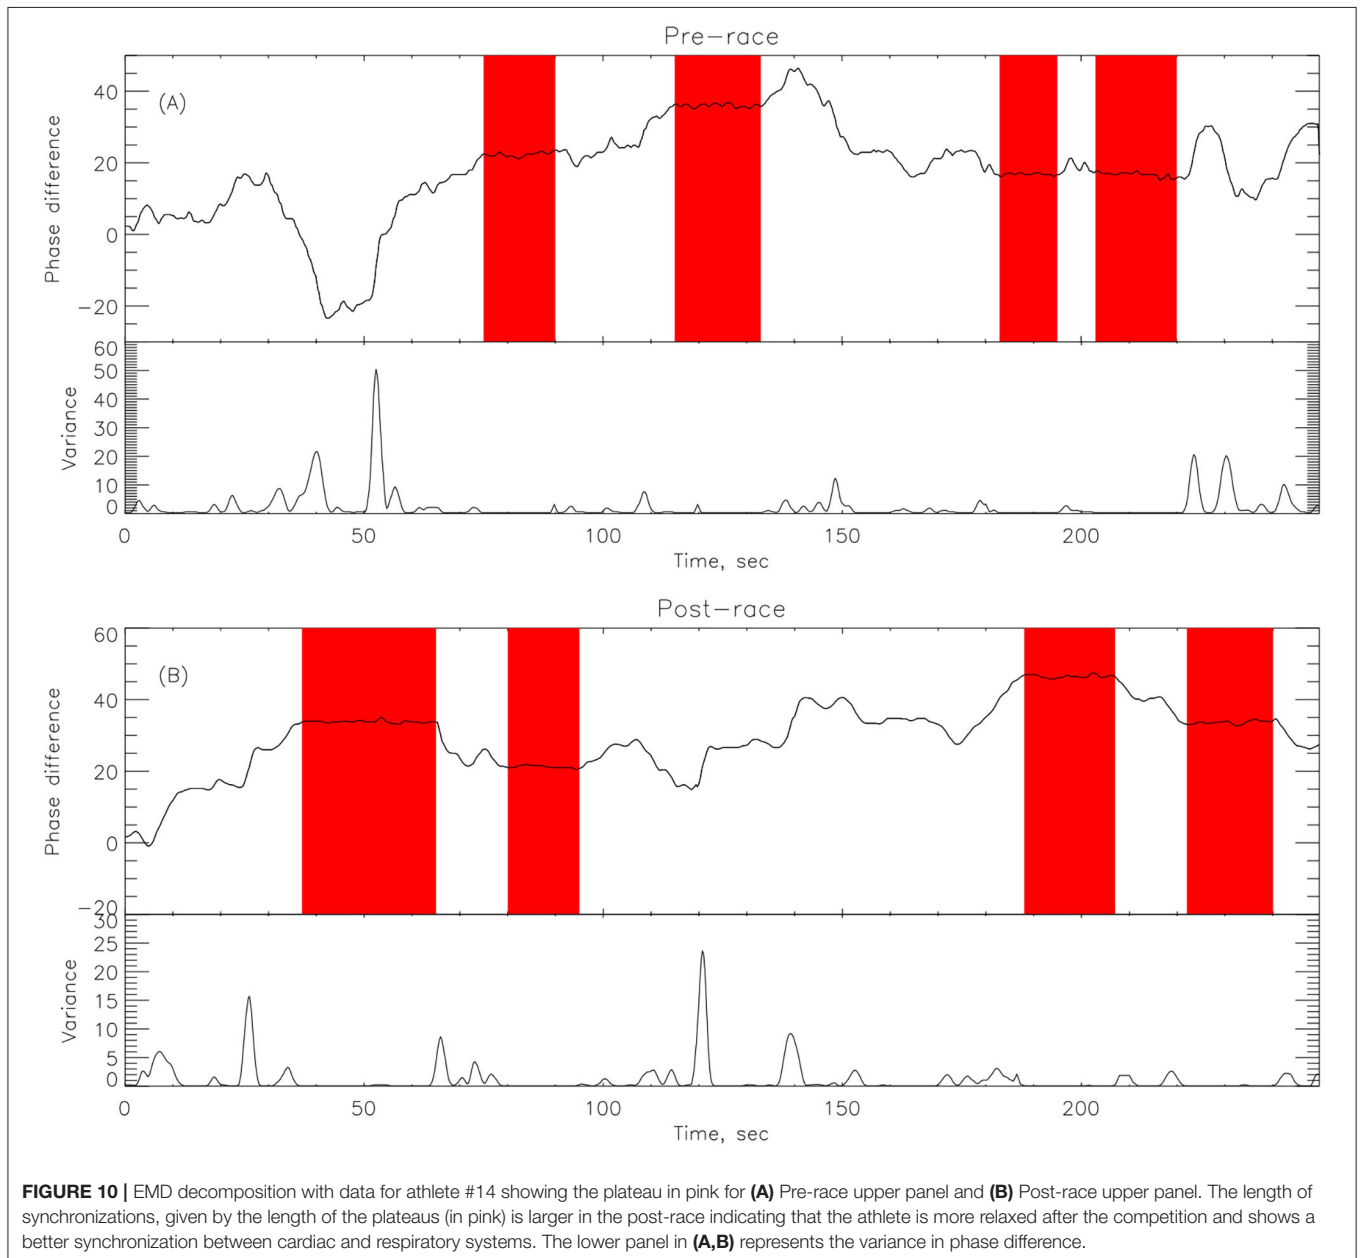 Pre-race
(A)
Phase difference
40
20
0
-20
Variance
60
50
40
30
20
10
0
0 50 100 150 200
Time, sec
Post-race
(B)
Phase difference
60
40
20
0
-20
Variance
30
25
20
15
10
5
0
0 50 100 150 200
Time, sec
FIGURE 10 | EMD decomposition with data for athlete #14 showing the plateau in pink for (A) Pre-race upper panel and (B) Post-race upper panel. The length of
synchronizations, given by the length of the plateaus (in pink) is larger in the post-race indicating that the athlete is more relaxed after the competition and shows a
better synchronization between cardiac and respiratory systems. The lower panel in (A,B) represents the variance in phase difference.